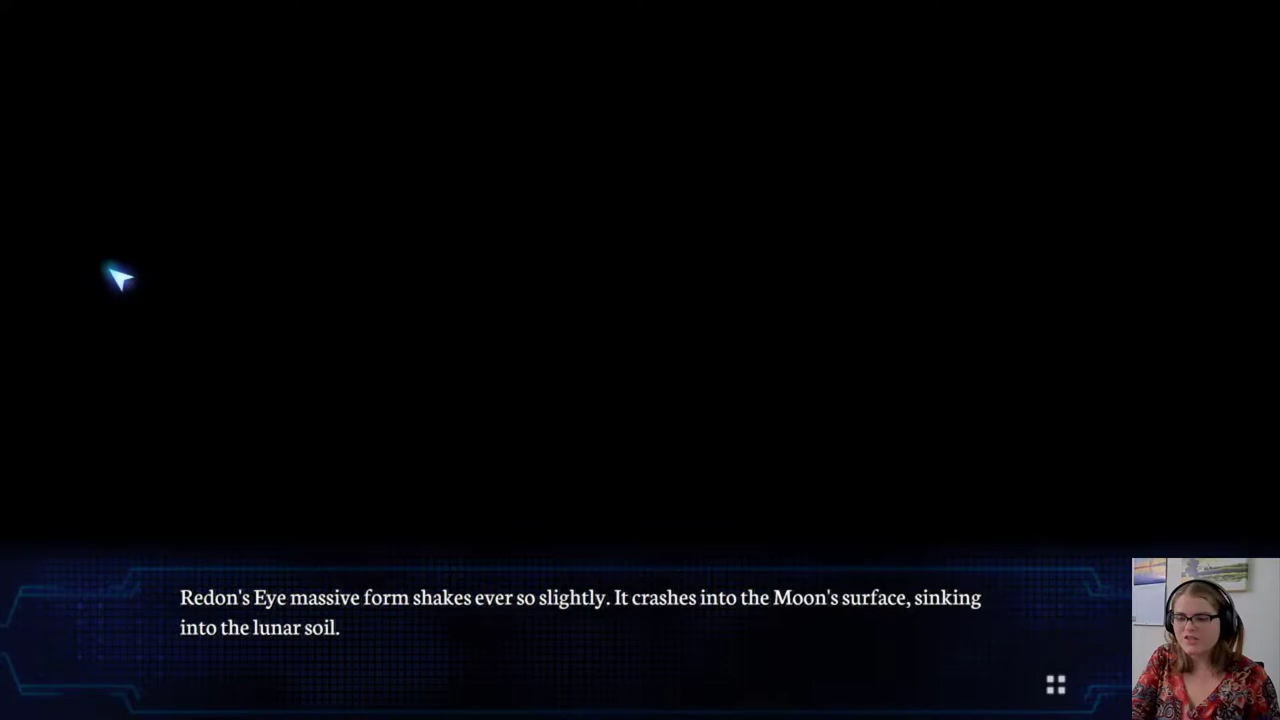 Redon's Eye massive form shakes ever so slightly. It crashes into the Moon's surface, sinking
into the lunar soil.